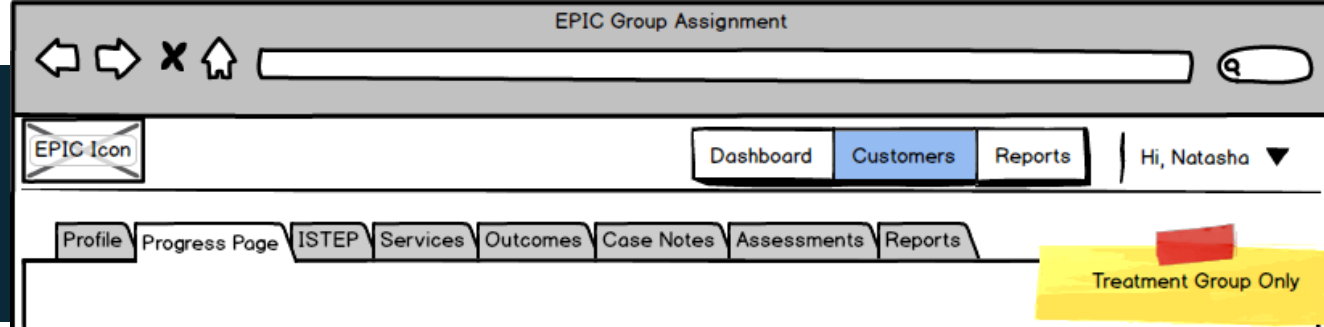 EPIC Group Assignment
EPIC Icon
Dashboard Customers Reports Hi, Natasha
Profile Progress Page ISTEP Services Outcomes Case Notes Assessments Reports
Treatment Group Only